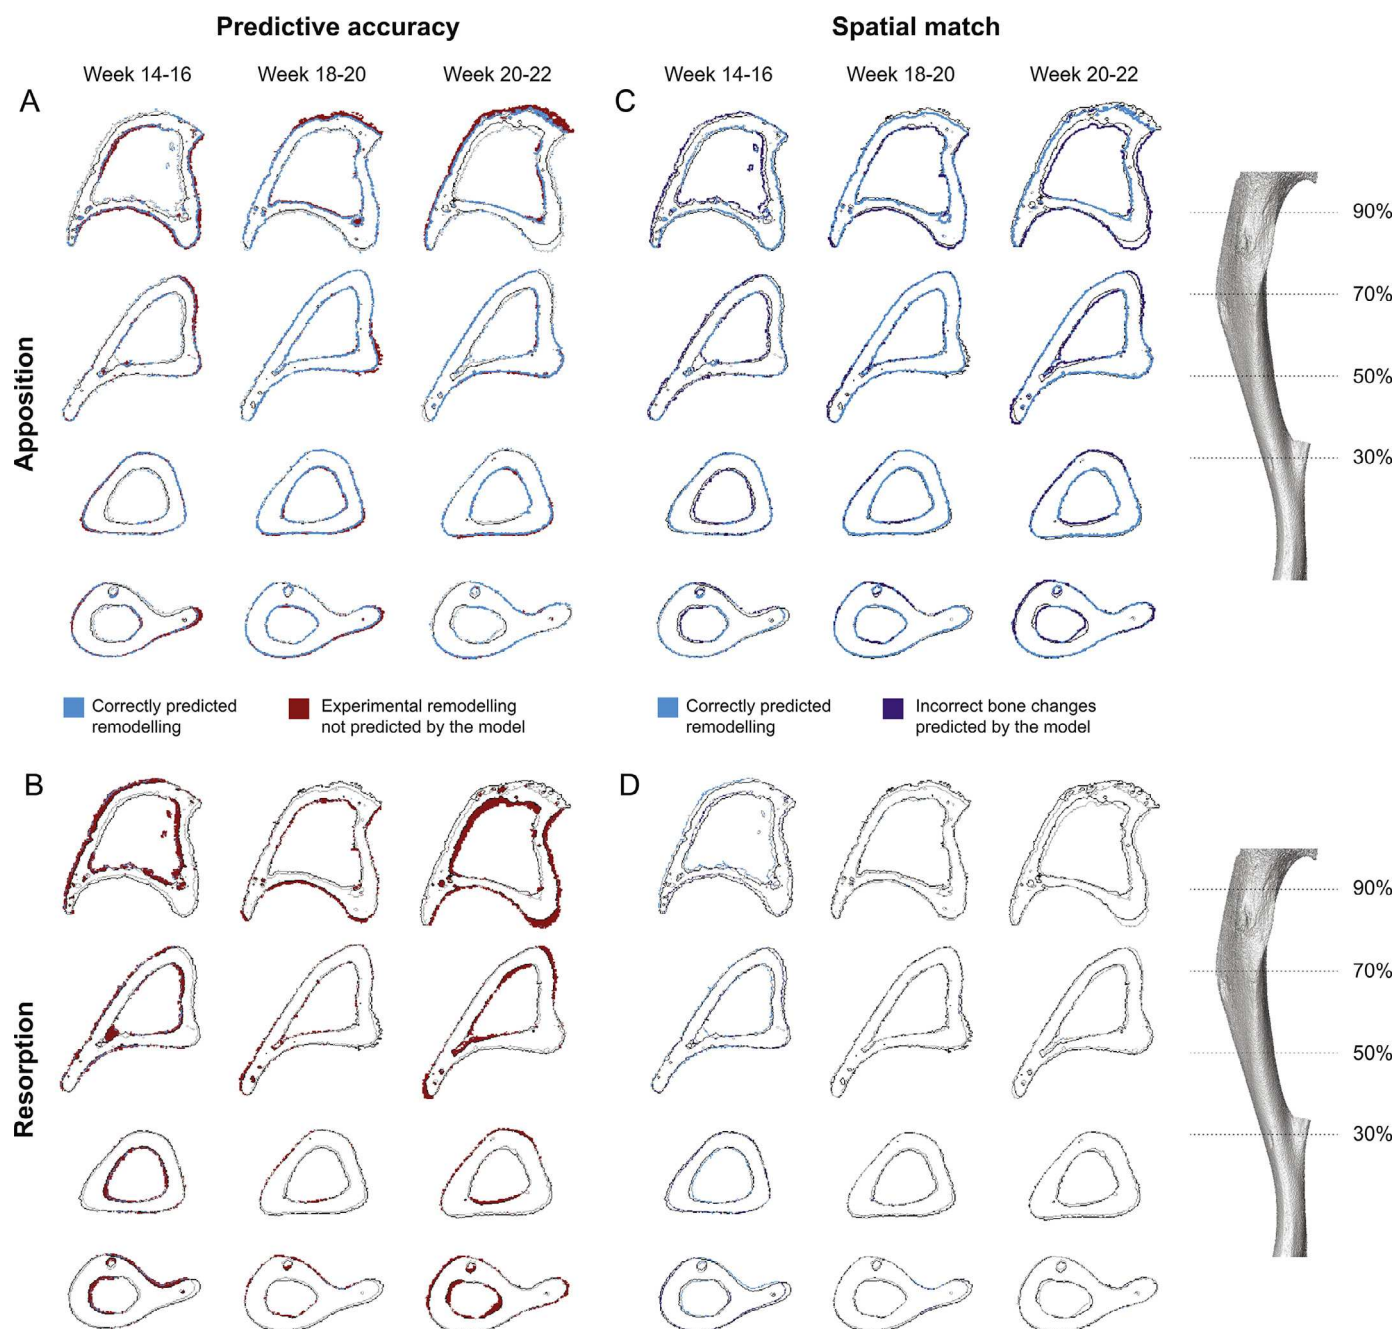 Predictive accuracy
Spatial match
Week 14-16
Week 18-20
Week 20-22
Week 14-16
Week 18-20
Week 20-22
A
C
Apposition
90%
70%
50%
30%
Correctly predicted
remodelling
Experimental remodelling
not predicted by the model
Correctly predicted
remodelling
Incorrect bone changes
predicted by the model
B
D
Resorption
90%
70%
50%
30%